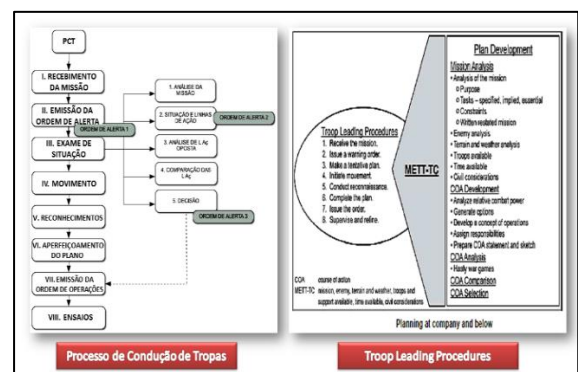 PCT
I. RECEBIMENTO
DA MISSÃO
II. EMISSÃO DA
ORDEM DE ALERTA
ORDEM DE ALERTA 1
III. EXAME DE
SITUAÇÃO
IV. MOVIMENTO
V. RECONHECIMENTOS
VI. APERFEIÇOAMENTO
DO PLANO
VII. EMISSÃO DA
ORDEM DE OPERAÇÕES
VIII. ENSAIOS
1. ANÁLISE DA
MISSÃO
2. SITUAÇÃO E LINHAS
DE AÇÃO
ORDEM DE ALERTA 2
3. ANÁLISE DE L Aç
OPOSTA
4. COMPARAÇÃO DAS
L Aç
5. DECISÃO
ORDEM DE ALERTA 3
Processo de Condução de Tropas
Troop Leading Procedures
1. Receive the mission.
2. Issue a warning order.
3. Make a tentative plan.
4. Initiate movement.
5. Conduct reconnaissance.
6. Complete the plan.
7. Issue the order.
8. Supervise and refine.
METT-TC
Plan Development
Mission Analysis
•Analysis of the mission
Purpose
Tasks – specified, implied, essential
Constraints
Written restated mission
•Enemy analysis
•Terrain and weather analysis
•Troops available
•Time available
•Civil considerations
COA Development
•Analyze relative combat power
•Generate options
•Develop a concept of operations
•Assign responsibilities
•Prepare COA statement and sketch
COA Analysis
•Hasty war games
COA Comparison
COA Selection
COA course of action
METT-TC mission, enemy, terrain and weather, troops and
support available, time available, civil considerations
Planning at company and below
Troop Leading Procedures